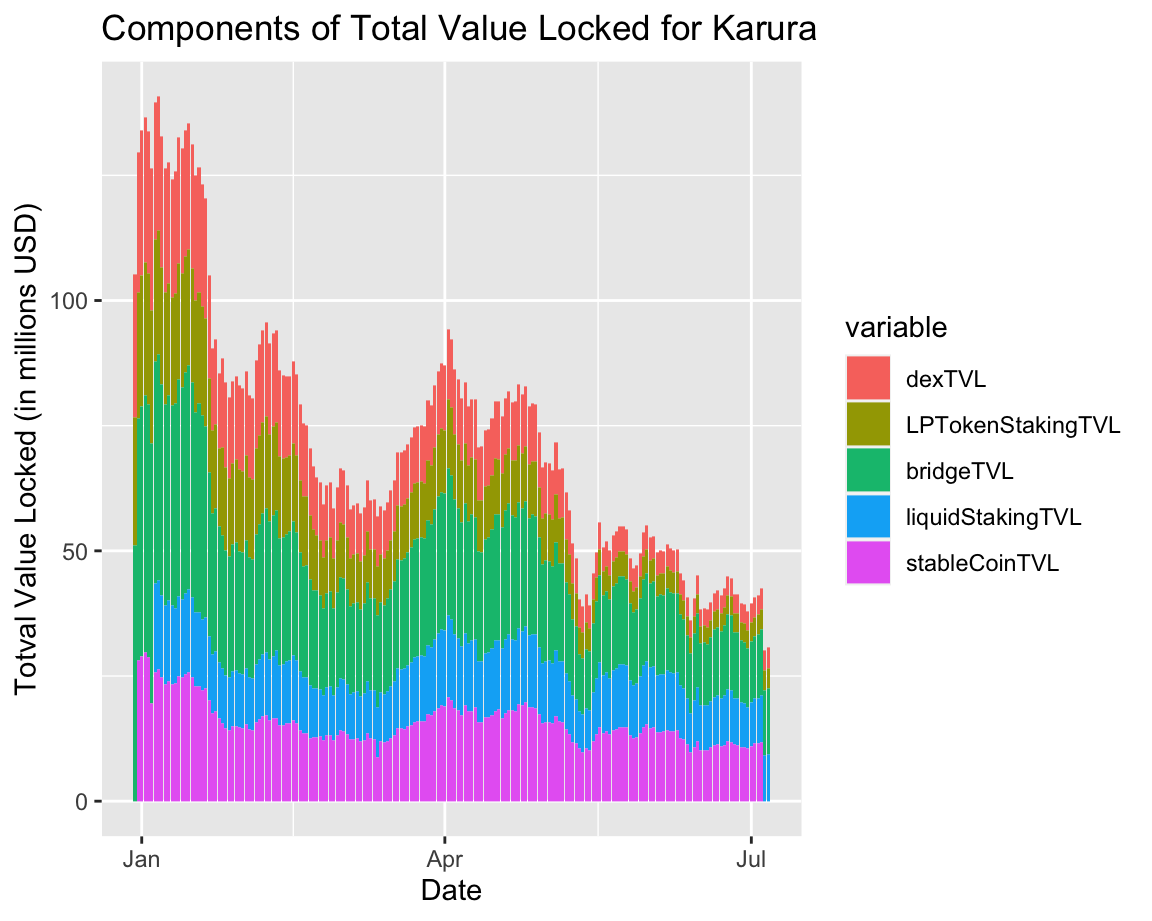 Components of Total Value Locked for Karura
Totval Value Locked (in millions USD)
100
50
0
Jan
Apr
Jul
Date
variable
dexTVL
LPTokenStakingTVL
bridgeTVL
liquidStakingTVL
stableCoinTVL